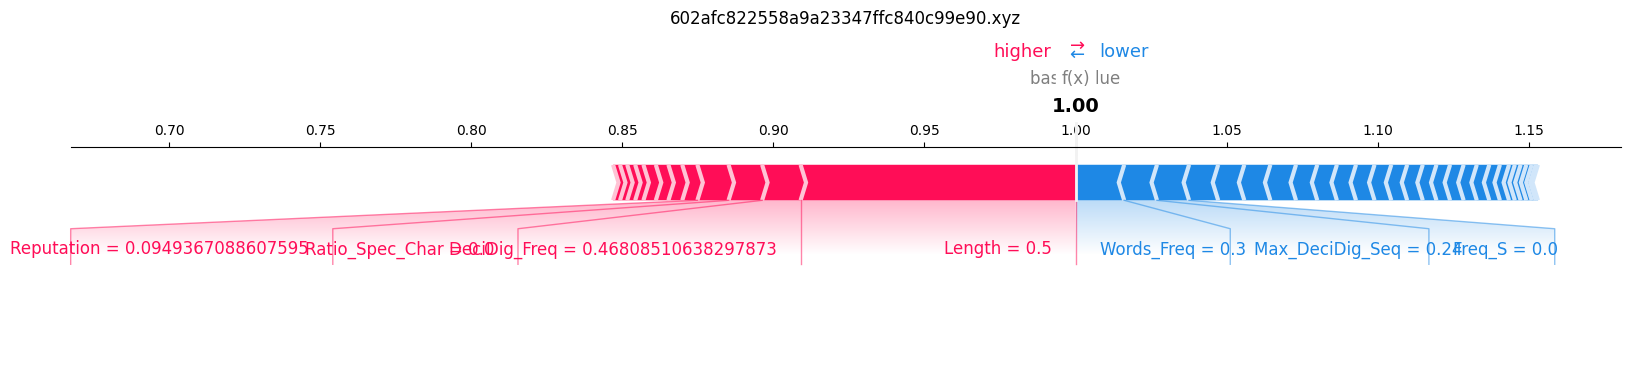 602afc822558a9a23347ffc840c99e90.xyz
higher ⇄ lower
f(x)
1.00
0.70 0.75 0.80 0.85 0.90 0.95 1.00 1.05 1.10 1.15
Reputation = 0.0949367088607595 Ratio_Spec_Char = 0.0 DeciDig_Freq = 0.46808510638297873 Length = 0.5 Words_Freq = 0.3 Max_DeciDig_Seq = 0.24 Freq_S = 0.0